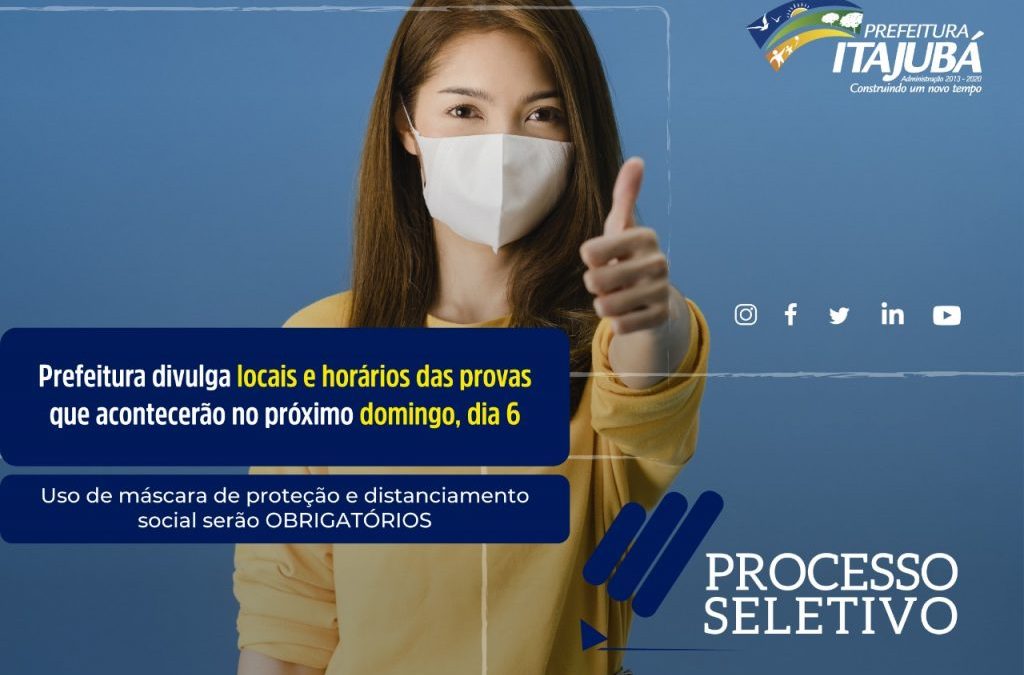 PREFEITURA
ITAJUBÁ
Administração 2013 - 2020
Construindo um novo tempo
Prefeitura divulga locais e horários das provas
que acontecerão no próximo domingo, dia 6
Uso de máscara de proteção e distanciamento
social serão OBRIGATÓRIOS
PROCESSO
SELETIVO